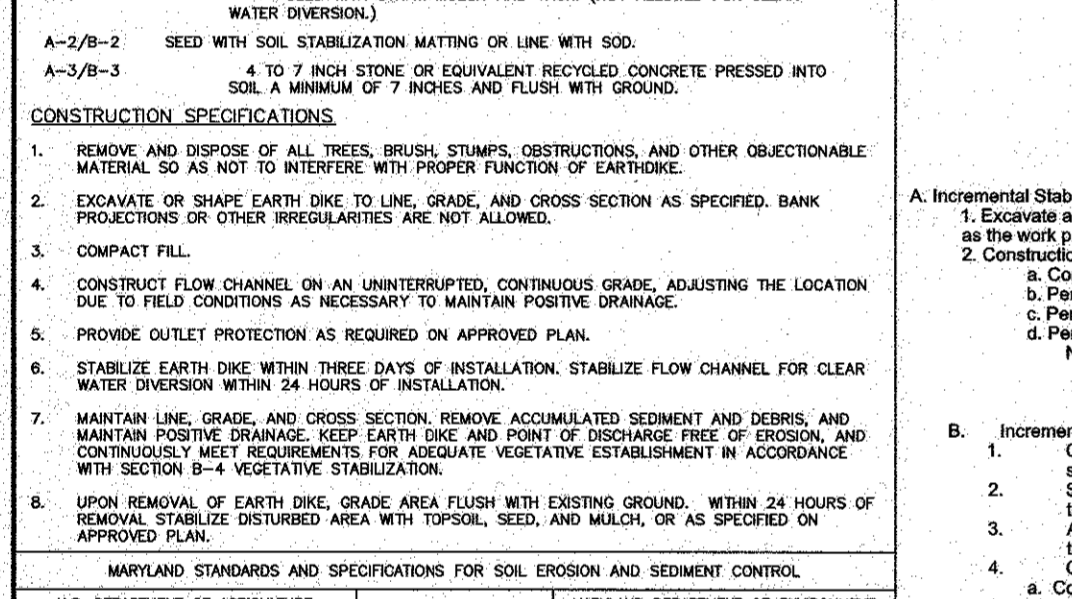 WATER DIVERSION.)
A-2/B-2 SEED WITH SOIL STABILIZATION MATTING OR LINE WITH SOD.
A-3/B-3 4 TO 7 INCH STONE OR EQUIVALENT RECYCLED CONCRETE PRESSED INTO
SOIL A MINIMUM OF 7 INCHES AND FLUSH WITH GROUND.
CONSTRUCTION SPECIFICATIONS
1. REMOVE AND DISPOSE OF ALL TREES, BRUSH, STUMPS, OBSTRUCTIONS, AND OTHER OBJECTIONABLE
MATERIAL SO AS NOT TO INTERFERE WITH PROPER FUNCTION OF EARTHDIKE.
2. EXCAVATE OR SHAPE EARTH DIKE TO LINE, GRADE, AND CROSS SECTION AS SPECIFIED. BANK
PROJECTIONS OR OTHER IRREGULARITIES ARE NOT ALLOWED.
3. COMPACT FILL.
4. CONSTRUCT FLOW CHANNEL ON AN UNINTERRUPTED, CONTINUOUS GRADE, ADJUSTING THE LOCATION
DUE TO FIELD CONDITIONS AS NECESSARY TO MAINTAIN POSITIVE DRAINAGE.
5. PROVIDE OUTLET PROTECTION AS REQUIRED ON APPROVED PLAN.
6. STABILIZE EARTH DIKE WITHIN THREE DAYS OF INSTALLATION. STABILIZE FLOW CHANNEL FOR CLEAR
WATER DIVERSION WITHIN 24 HOURS OF INSTALLATION.
7. MAINTAIN LINE, GRADE, AND CROSS SECTION. REMOVE ACCUMULATED SEDIMENT AND DEBRIS, AND
MAINTAIN POSITIVE DRAINAGE. KEEP EARTH DIKE AND POINT OF DISCHARGE FREE OF EROSION, AND
CONTINUOUSLY MEET REQUIREMENTS FOR ADEQUATE VEGETATIVE ESTABLISHMENT IN ACCORDANCE
WITH SECTION B-4 VEGETATIVE STABILIZATION.
8. UPON REMOVAL OF EARTH DIKE, GRADE AREA FLUSH WITH EXISTING GROUND. WITHIN 24 HOURS OF
REMOVAL STABILIZE DISTURBED AREA WITH TOPSOIL, SEED, AND MULCH, OR AS SPECIFIED ON
APPROVED PLAN.
MARYLAND STANDARDS AND SPECIFICATIONS FOR SOIL EROSION AND SEDIMENT CONTROL
A. Incremental Stab
1. Excavate a
as the work p
2. Constructio
a. Co
b. Per
c. Per
d. Per
B. Incremen
1.
2.
3.
4.
a. Co